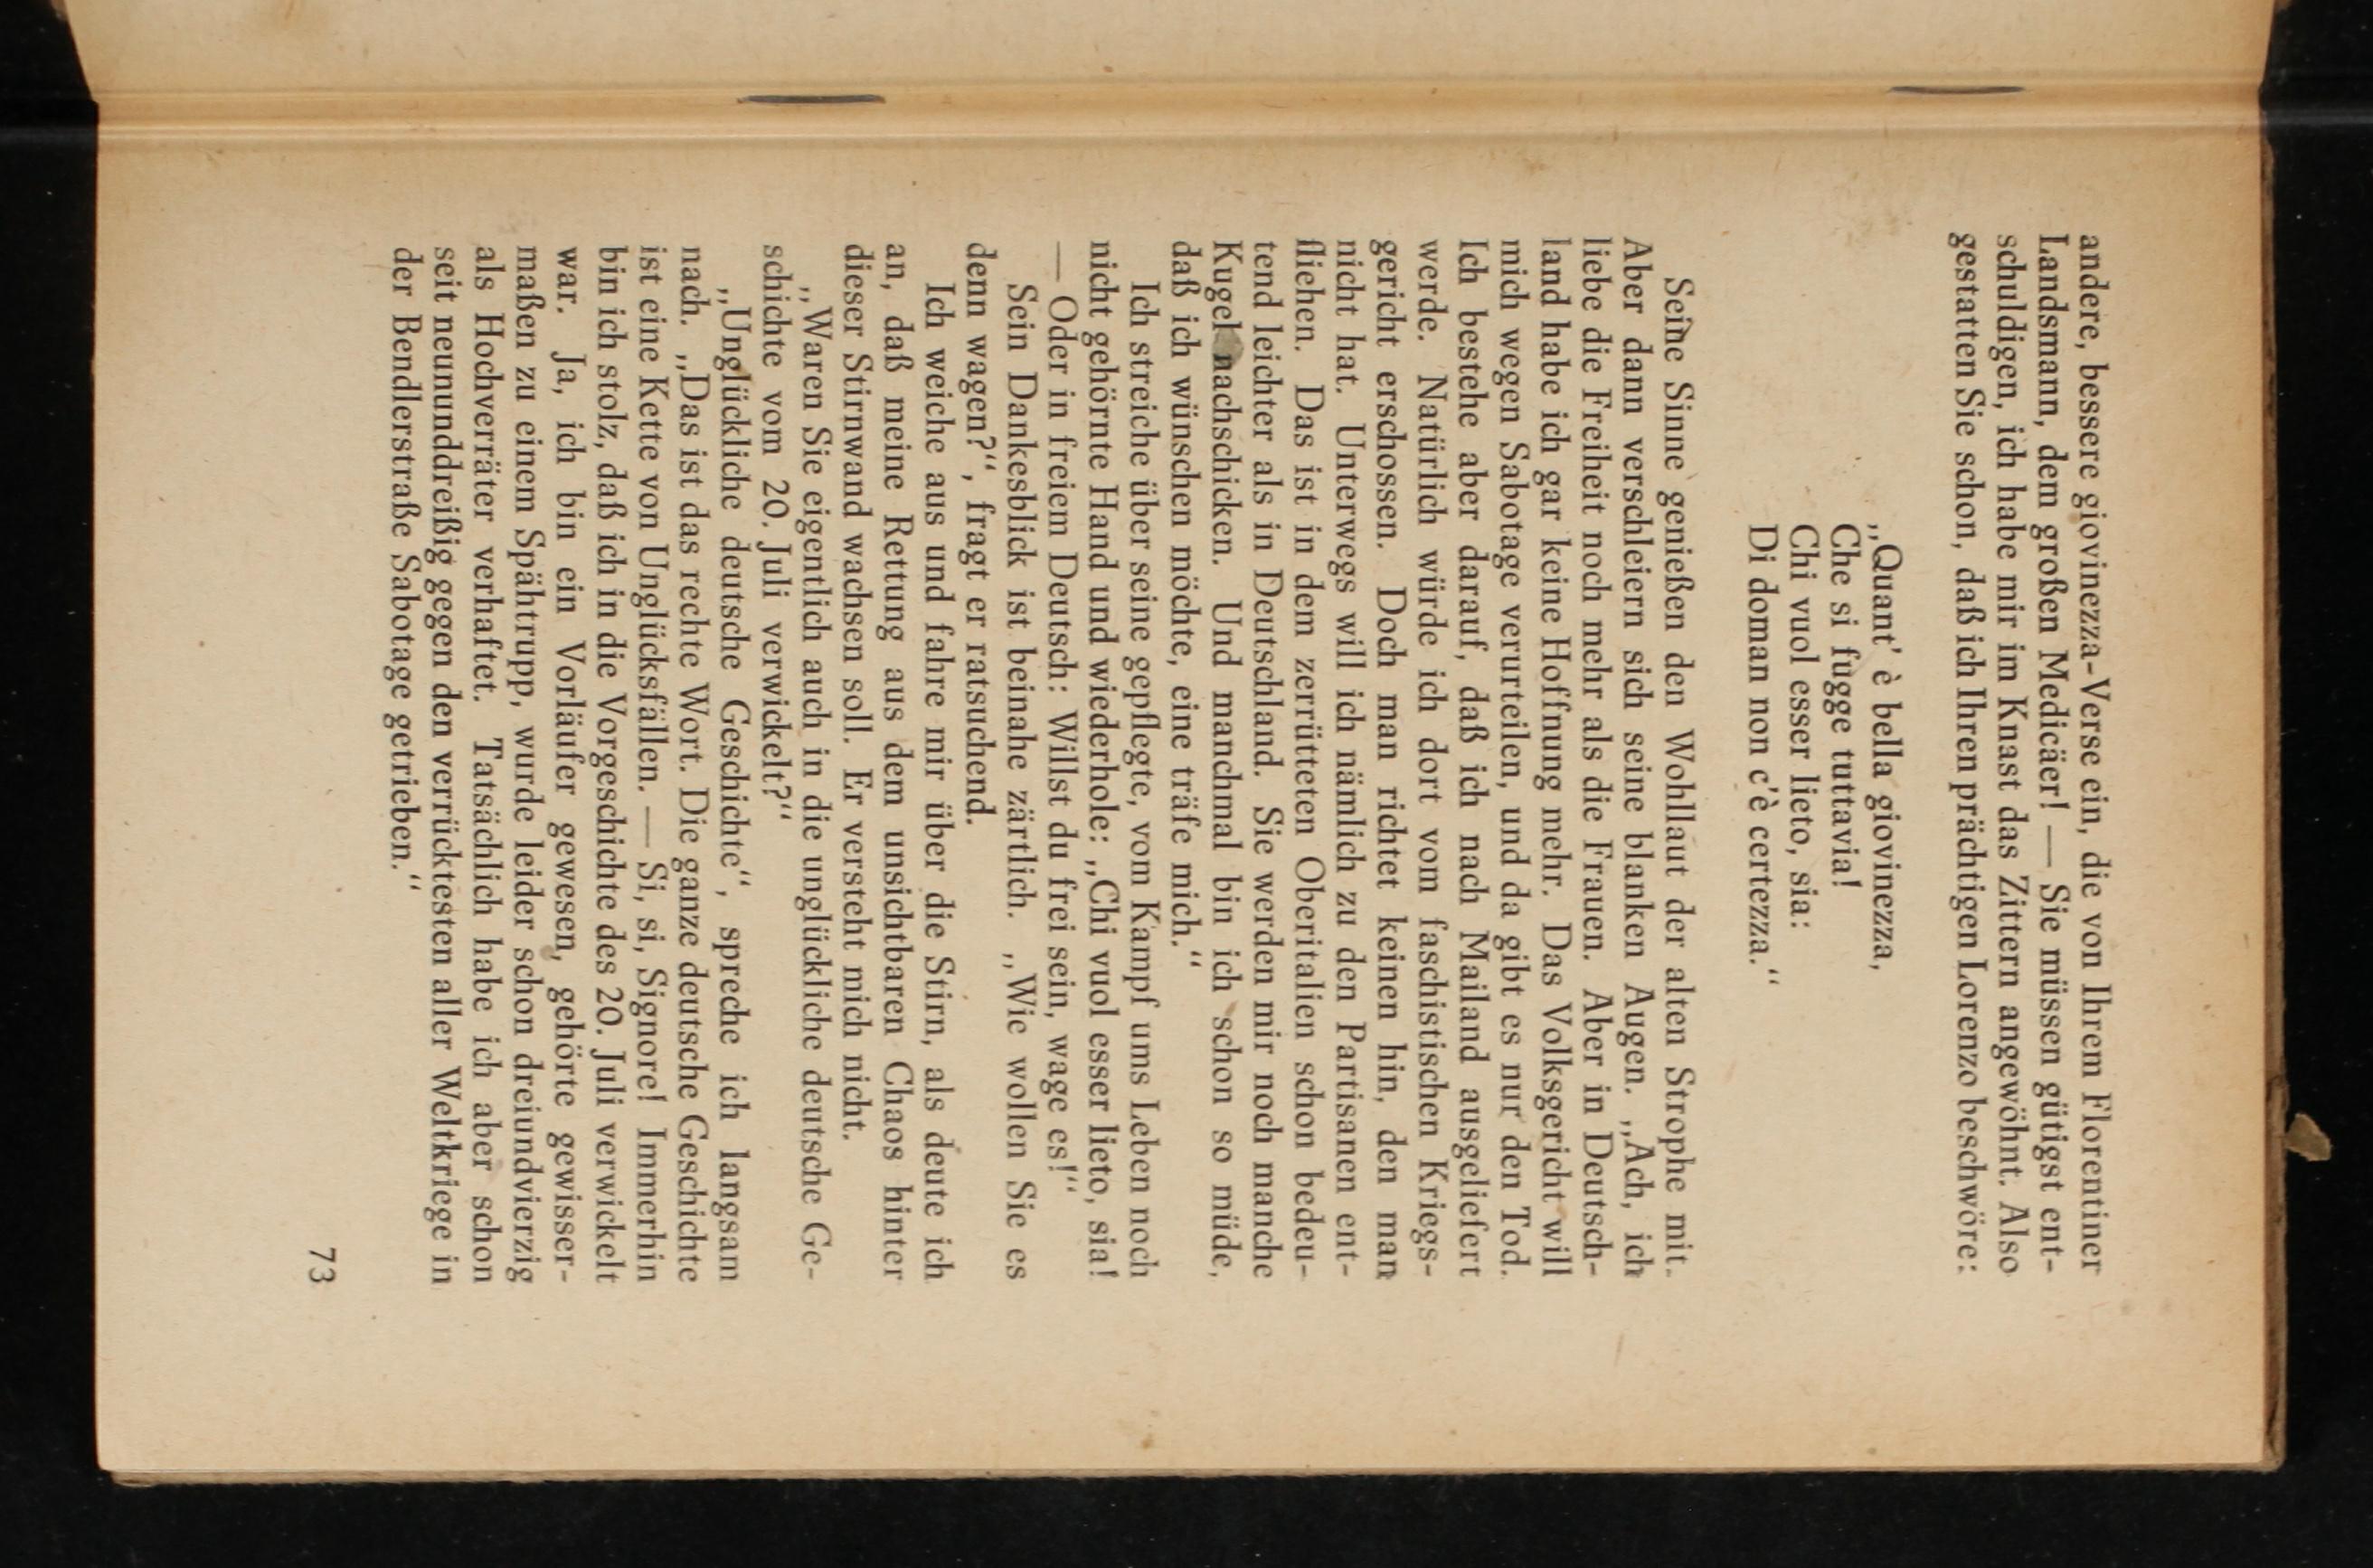 andere, bessere giovinezza-Verse ein, die von Ihrem Florentiner
Landsmann, dem großen Medicäer! — Sie müssen gütigst ent-
schuldigen, ich habe mir im Knast das Zittern angewöhnt. Also
gestatten Sie schon, daß ich Ihren prächtigen Lorenzo beschwöre:
„Quant' è bella giovinezza,
Che si fugge tuttavia!
Chi vuol esser lieto, sia:
Di doman non c'è certezza.“
Seine Sinne genießen den Wohllaut der alten Strophe mit.
Aber dann verschleiern sich seine blanken Augen. „Ach, ich
liebe die Freiheit noch mehr als die Frauen. Aber in Deutsch-
land habe ich gar keine Hoffnung mehr. Das Volksgericht will
mich wegen Sabotage verurteilen, und da gibt es nur den Tod.
Ich bestehe aber darauf, daß ich nach Mailand ausgeliefert
werde. Natürlich würde ich dort vom faschistischen Kriegs-
gericht erschossen. Doch man richtet keinen hin, den man
nicht hat. Unterwegs will ich nämlich zu den Partisanen ent-
fliehen. Das ist in dem zerrütteten Oberitalien schon bedeu-
tend leichter als in Deutschland. Sie werden mir noch manche
Kugel nachschicken. Und manchmal bin ich schon so müde,
daß ich wünschen möchte, eine träfe mich.“
Ich streiche über seine gepflegte, vom Kampf ums Leben noch
nicht gehörnte Hand und wiederhole: „Chi vuol esser lieto, sia!
— Oder in freiem Deutsch: Willst du frei sein, wage es!“
Sein Dankesblick ist beinahe zärtlich. „Wie wollen Sie es
denn wagen?“, fragt er ratsuchend.
Ich weiche aus und fahre mir über die Stirn, als deute ich
an, daß meine Rettung aus dem unsichtbaren Chaos hinter
dieser Stirnwand wachsen soll. Er versteht mich nicht.
„Waren Sie eigentlich auch in die unglückliche deutsche Ge-
schichte vom 20. Juli verwickelt?“
„Unglückliche deutsche Geschichte“, spreche ich langsam
nach. „Das ist das rechte Wort. Die ganze deutsche Geschichte
ist eine Kette von Unglücksfällen. — Si, si, Signore! Immerhin
bin ich stolz, daß ich in die Vorgeschichte des 20. Juli verwickelt
war. Ja, ich bin ein Vorläufer gewesen, gehörte gewisser-
maßen zu einem Spähtrupp, wurde leider schon dreiundvierzig
als Hochverräter verhaftet. Tatsächlich habe ich aber schon
seit neununddreißig gegen den verrücktesten aller Weltkriege in
der Bendlerstraße Sabotage getrieben.“
73